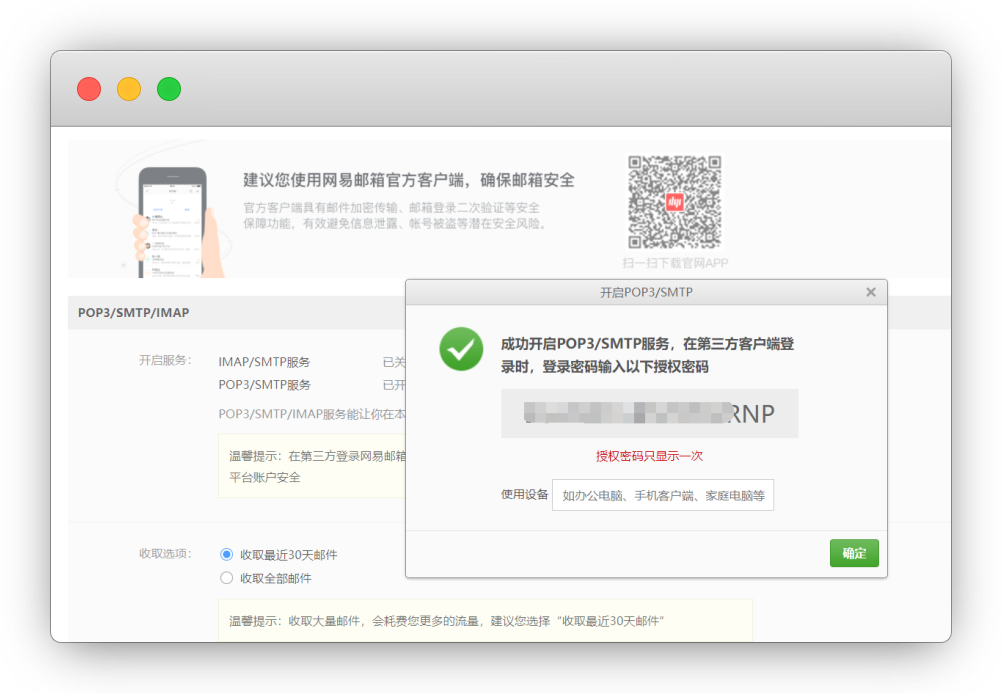 建议您使用网易邮箱官方客户端，确保邮箱安全
官方客户端具有邮件加密传输、邮箱登录二次验证等安全
保障功能，有效避免信息泄露、帐号被盗等潜在安全风险。
扫一扫下载官网APP
POP3/SMTP/IMAP
开启服务：
IMAP/SMTP服务
已关
POP3/SMTP服务
已开
POP3/SMTP/IMAP服务能让你在本
温馨提示：在第三方登录网易邮箱
平台账户安全
收取选项：
收取最近30天邮件
收取全部邮件
温馨提示：收取大量邮件，会耗费您更多的流量，建议您选择“收取最近30天邮件”
开启POP3/SMTP
成功开启POP3/SMTP服务，在第三方客户端登
录时，登录密码输入以下授权密码
RNP
授权密码只显示一次
使用设备
如办公电脑、手机客户端、家庭电脑等
确定